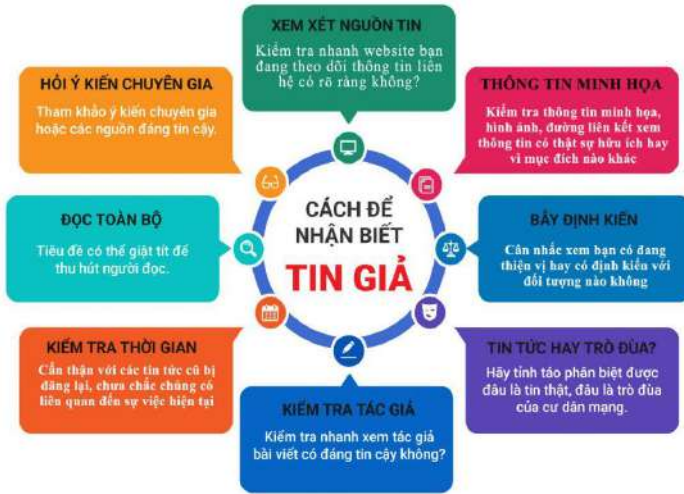 XEM XÉT NGUỒN TIN
Kiểm tra nhanh website bạn
đang theo dõi thông tin liên
hệ có rõ ràng không?
HỎI Ý KIẾN CHUYÊN GIA
Tham khảo ý kiến chuyên gia
hoặc các nguồn đáng tin cậy.
THÔNG TIN MINH HỌA
Kiểm tra thông tin minh họa,
hình ảnh, đường liên kết xem
thông tin có thật sự hữu ích hay
vì mục đích nào khác
CÁCH ĐỂ
NHẬN BIẾT
TIN GIẢ
ĐỌC TOÀN BỘ
Tiêu đề có thể giật tít để
thu hút người đọc.
BẪY ĐỊNH KIẾN
Cân nhắc xem bạn có đang
thiện vị hay có định kiến với
đối tượng nào không
KIỂM TRA THỜI GIAN
Cẩn thận với các tin tức cũ bị
đăng lại, chưa chắc chúng có
liên quan đến sự việc hiện tại
TIN TỨC HAY TRÒ ĐÙA?
Hãy tỉnh táo phân biệt được
đâu là tin thật, đâu là trò đùa
của cư dân mạng.
KIỂM TRA TÁC GIẢ
Kiểm tra nhanh xem tác giả
bài viết có đáng tin cậy không?